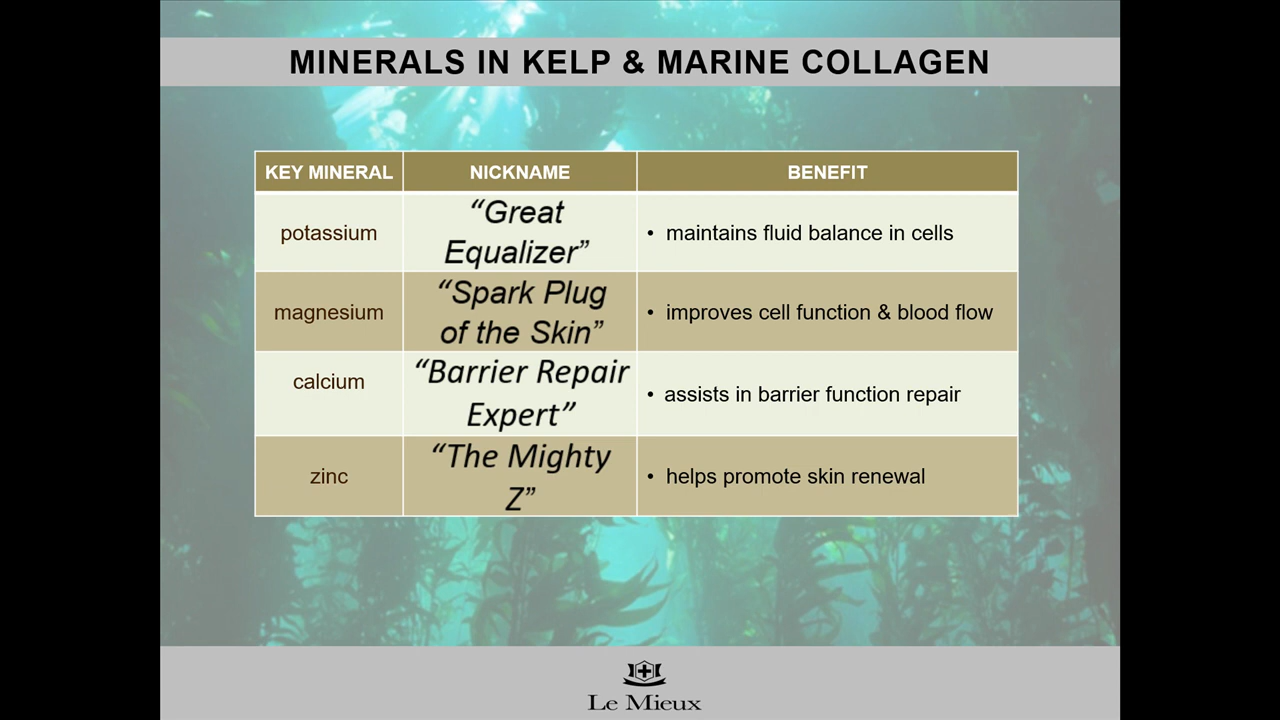 MINERALS IN KELP & MARINE COLLAGEN
KEY MINERAL NICKNAME BENEFIT
potassium
“Great
Equalizer”
• maintains fluid balance in cells
magnesium
“Spark Plug
of the Skin”
• improves cell function & blood flow
calcium
“Barrier Repair
Expert”
• assists in barrier function repair
zinc
“The Mighty
Z”
• helps promote skin renewal
Le Mieux